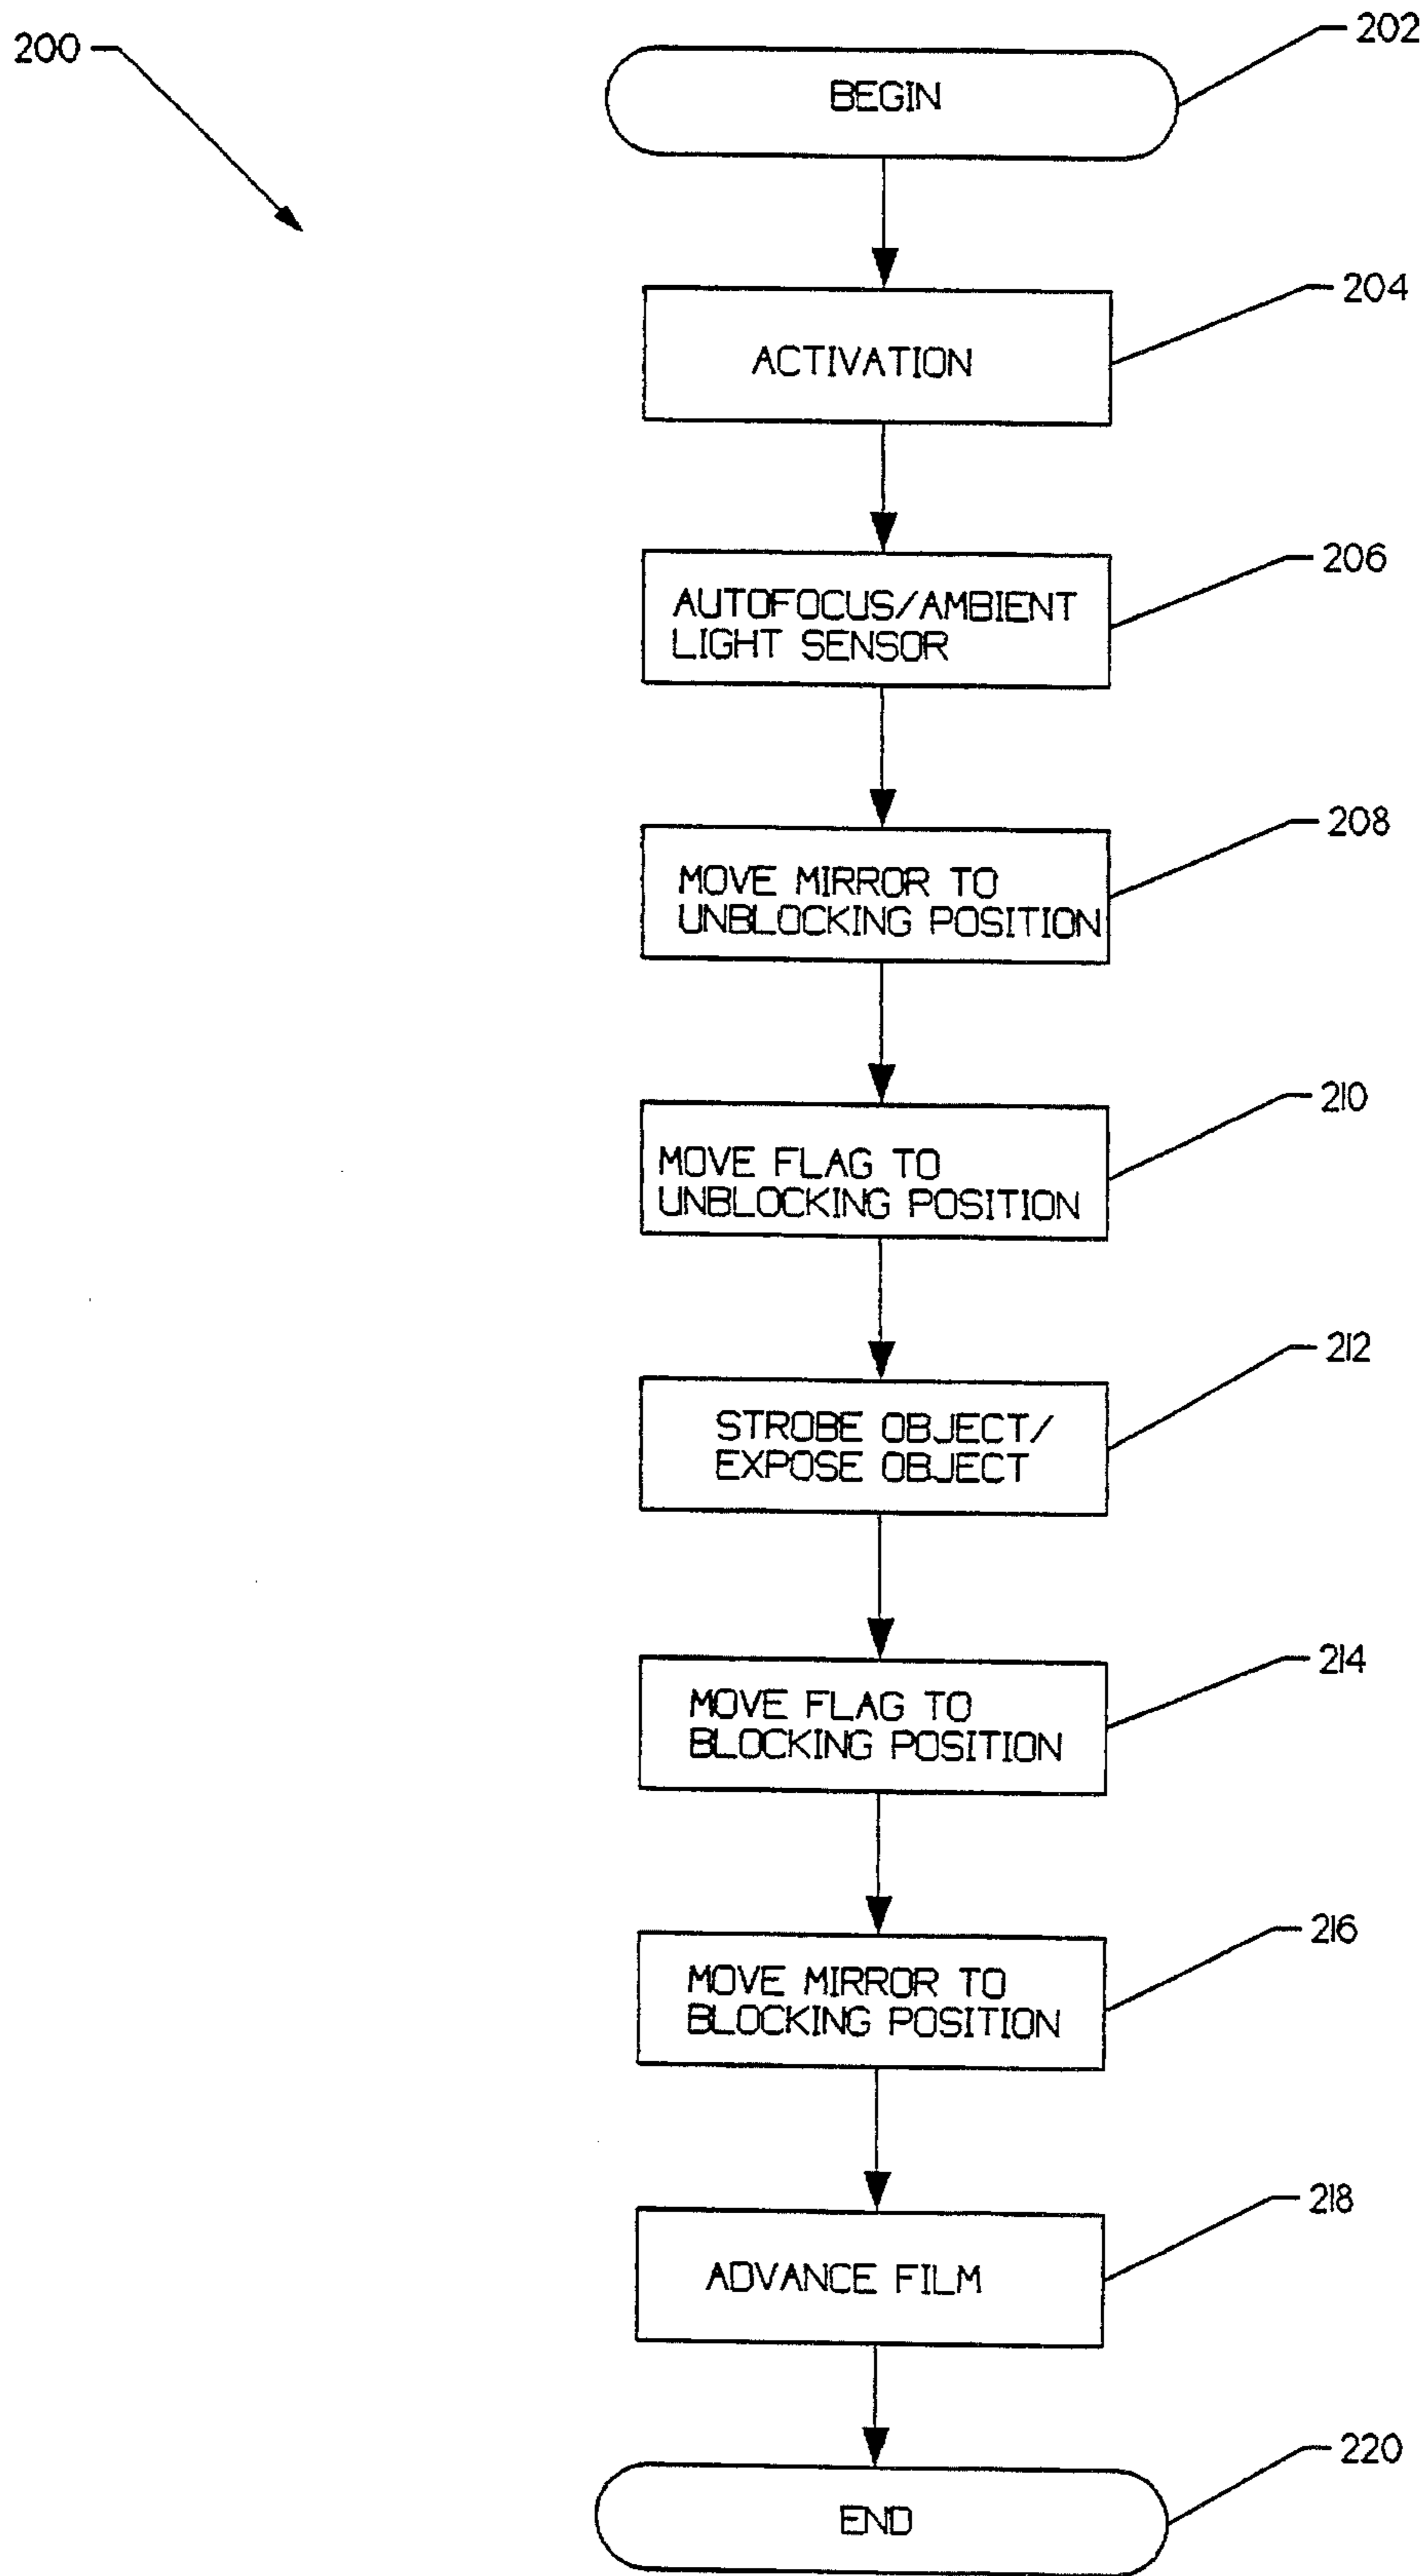 200
202
BEGIN
204
ACTIVATION
206
AUTOFOCUS/AMBIENT
LIGHT SENSOR
208
MOVE MIRROR TO
UNBLOCKING POSITION
210
MOVE FLAG TO
UNBLOCKING POSITION
212
STROBE OBJECT/
EXPOSE OBJECT
214
MOVE FLAG TO
BLOCKING POSITION
216
MOVE MIRROR TO
BLOCKING POSITION
218
ADVANCE FILM
220
END